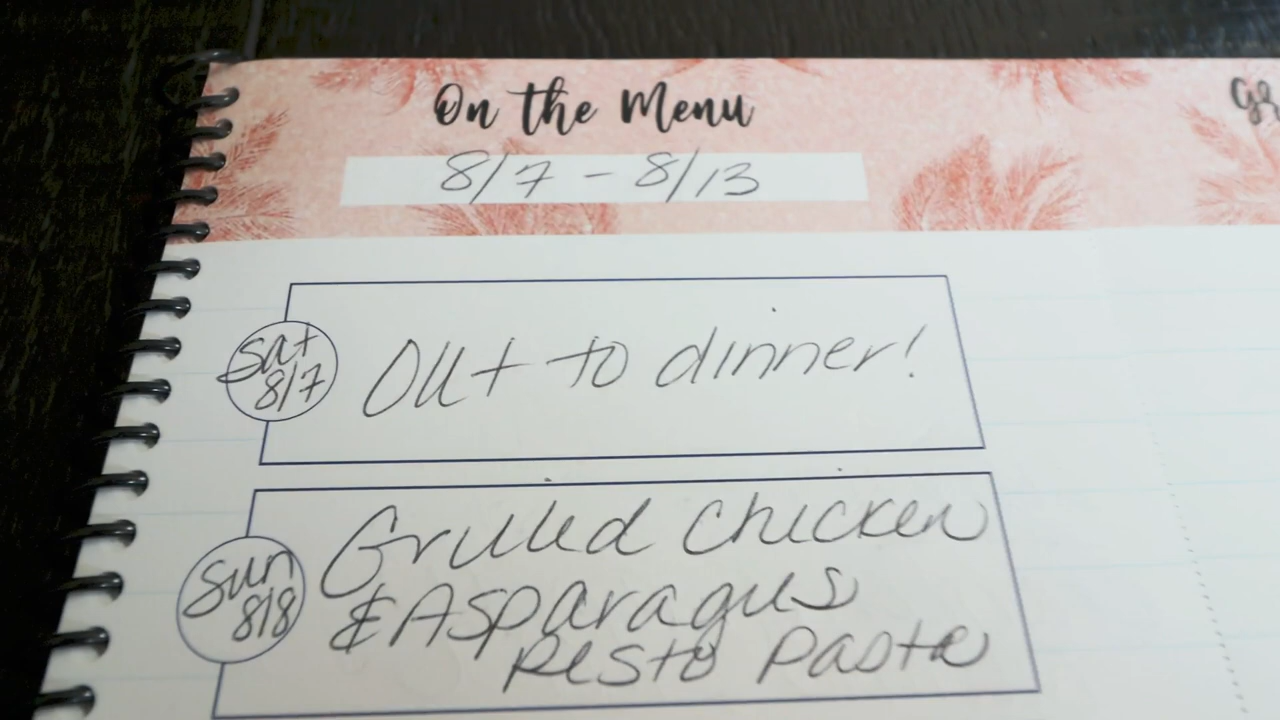 On the Menu
8/7 - 8/13
Sat
8/7
Out to dinner!
Sun
8/8
Grilled Chicken
& Asparagus
Pesto Pasta